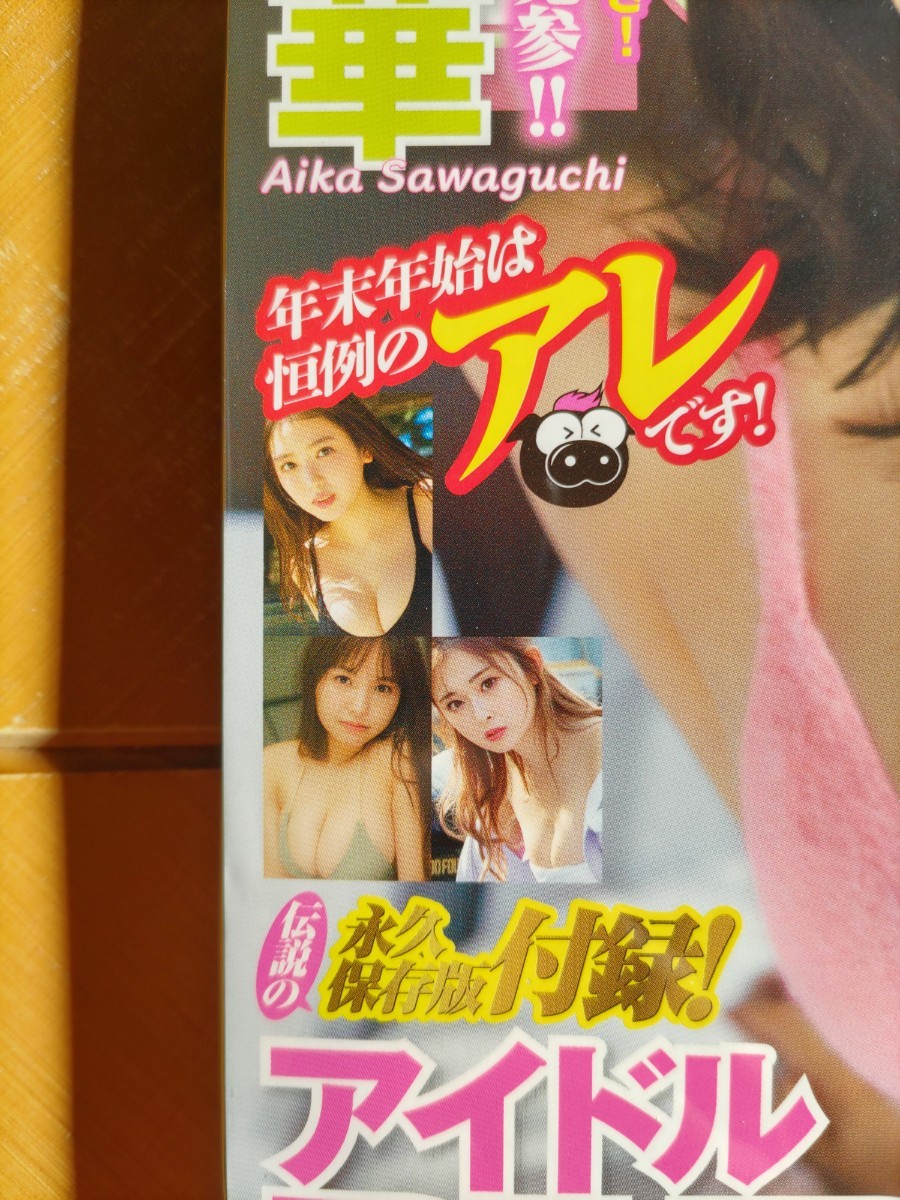 華
参!!
Aika Sawaguchi
年末年始は
恒例の
アレ
です!
伝説の
永久
保存版
付録!
アイドル